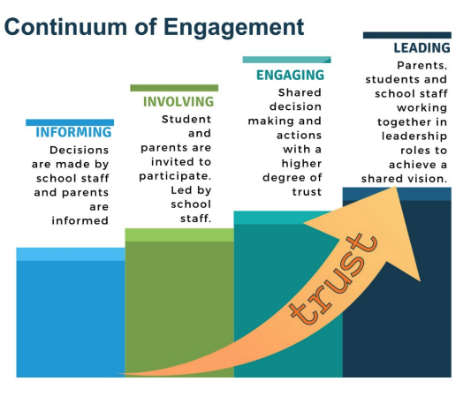 Continuum of Engagement
INFORMING
Decisions
are made by
school staff
and parents
are
informed
INVOLVING
Student
and
parents are
invited to
participate.
Led by
school
staff.
ENGAGING
Shared
decision
making and
actions
with a
higher
degree of
trust
LEADING
Parents,
students and
school staff
working
together in
leadership
roles to
achieve a
shared vision.
trust